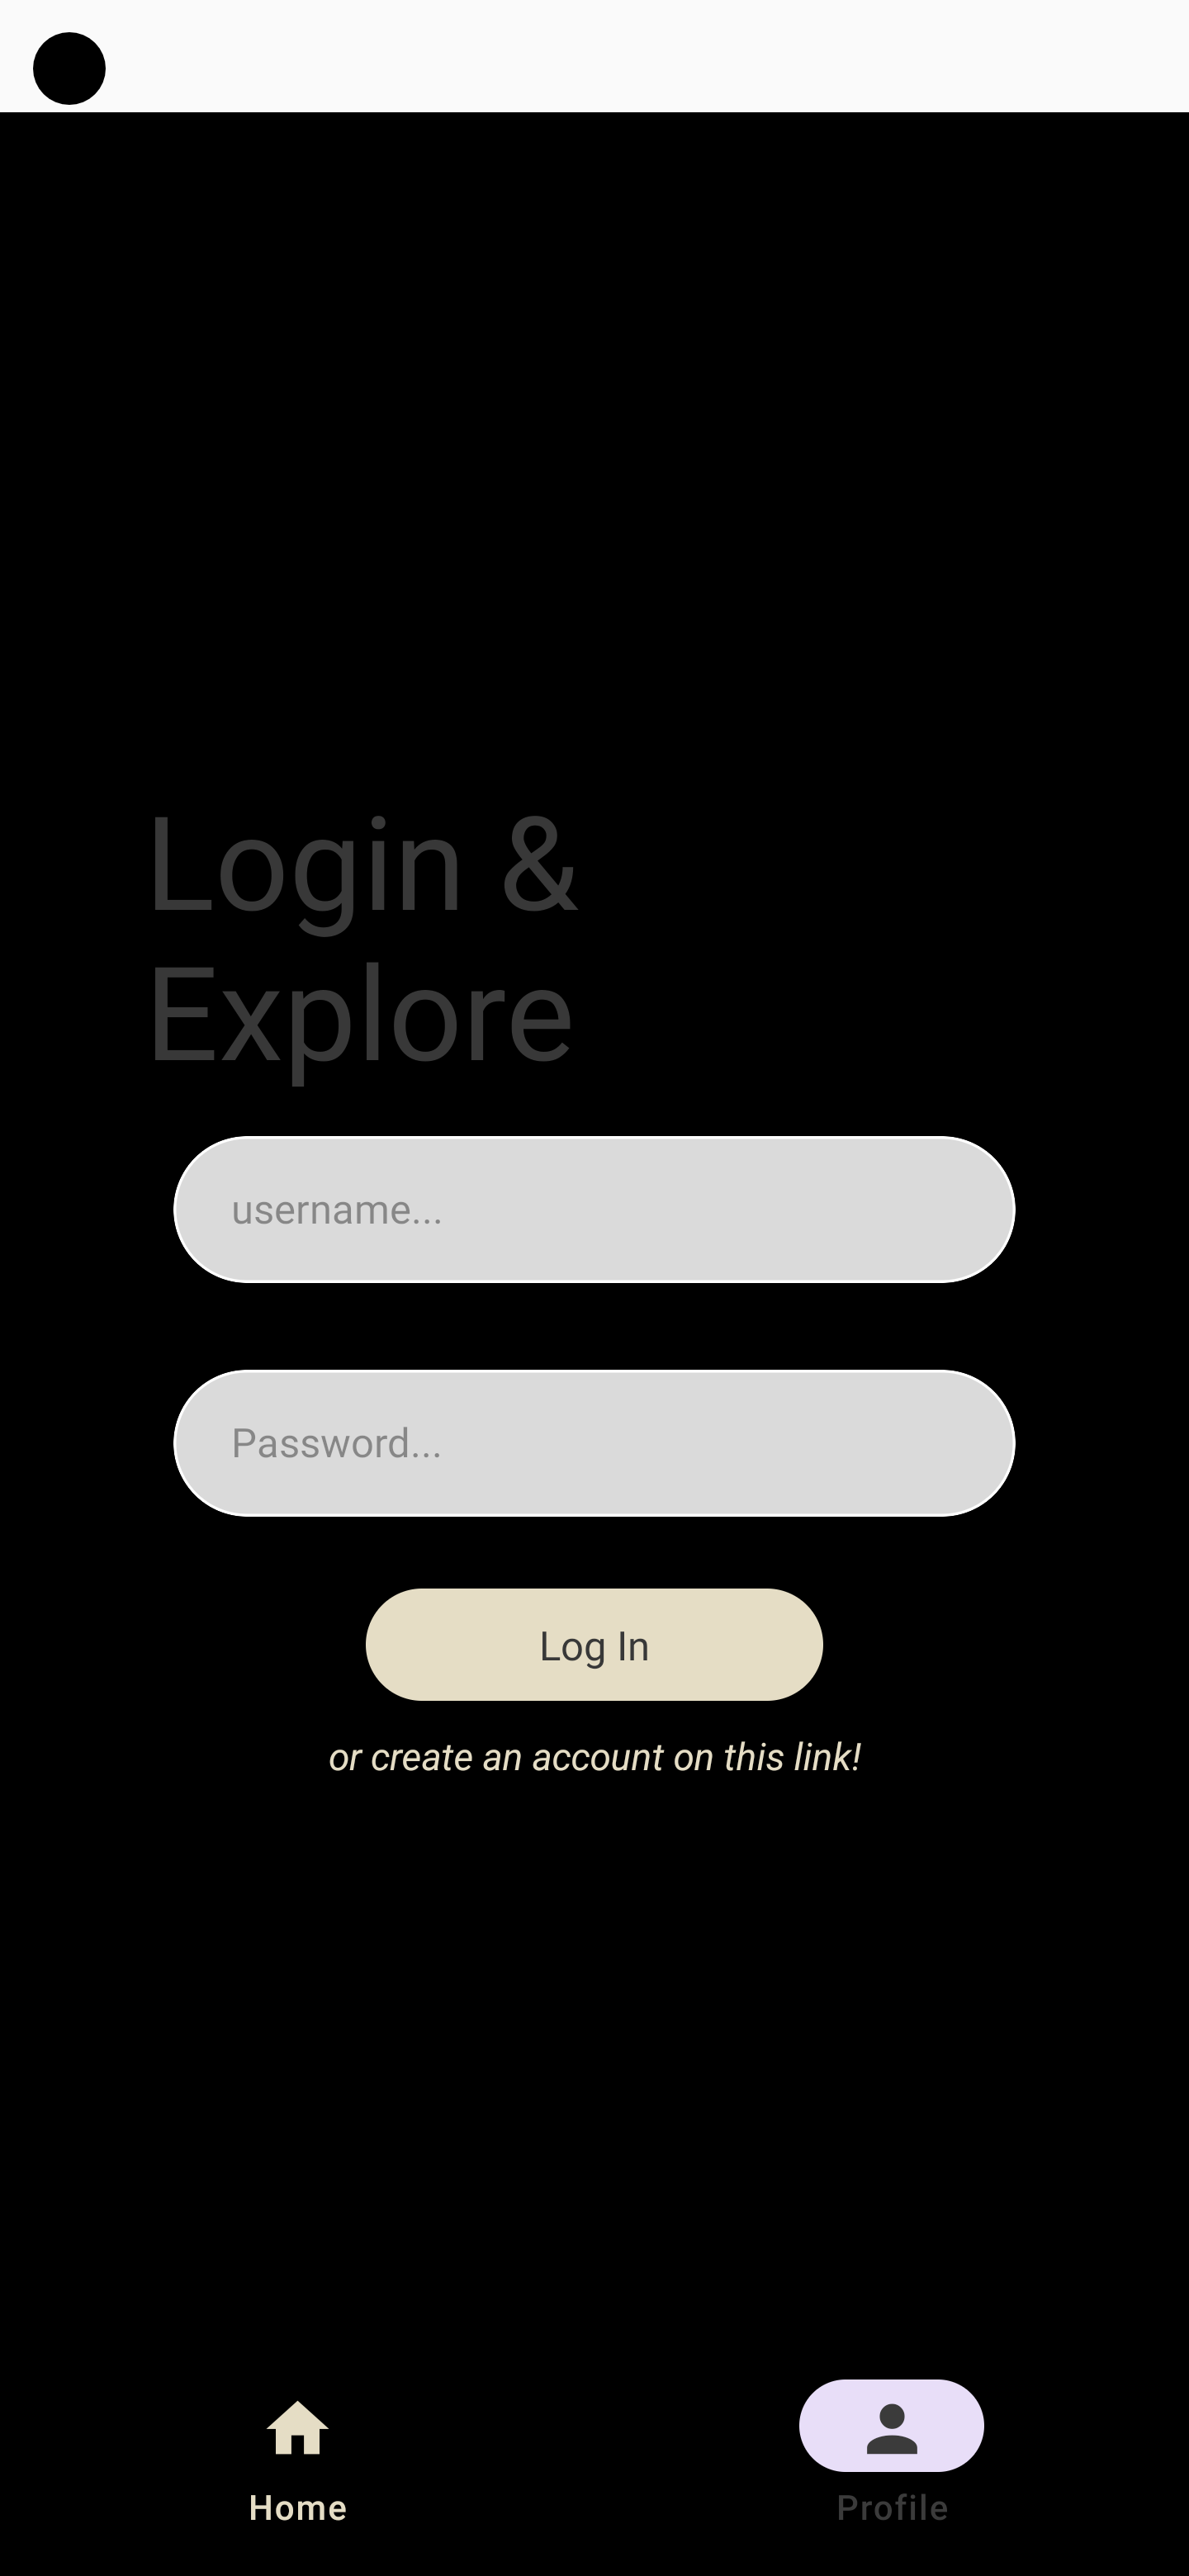 Login &
Explore
username...
Password...
Log In
or create an account on this link!
Home
Profile